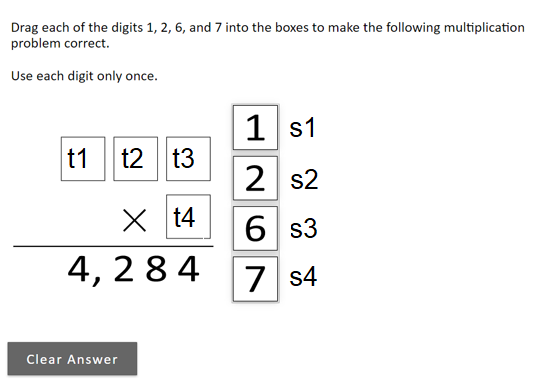 Drag each of the digits 1, 2, 6, and 7 into the boxes to make the following multiplication
problem correct.
Use each digit only once.
1 s1
t1 t2 t3
2 s2
× t4
6 s3
4,284
7 s4
Clear Answer